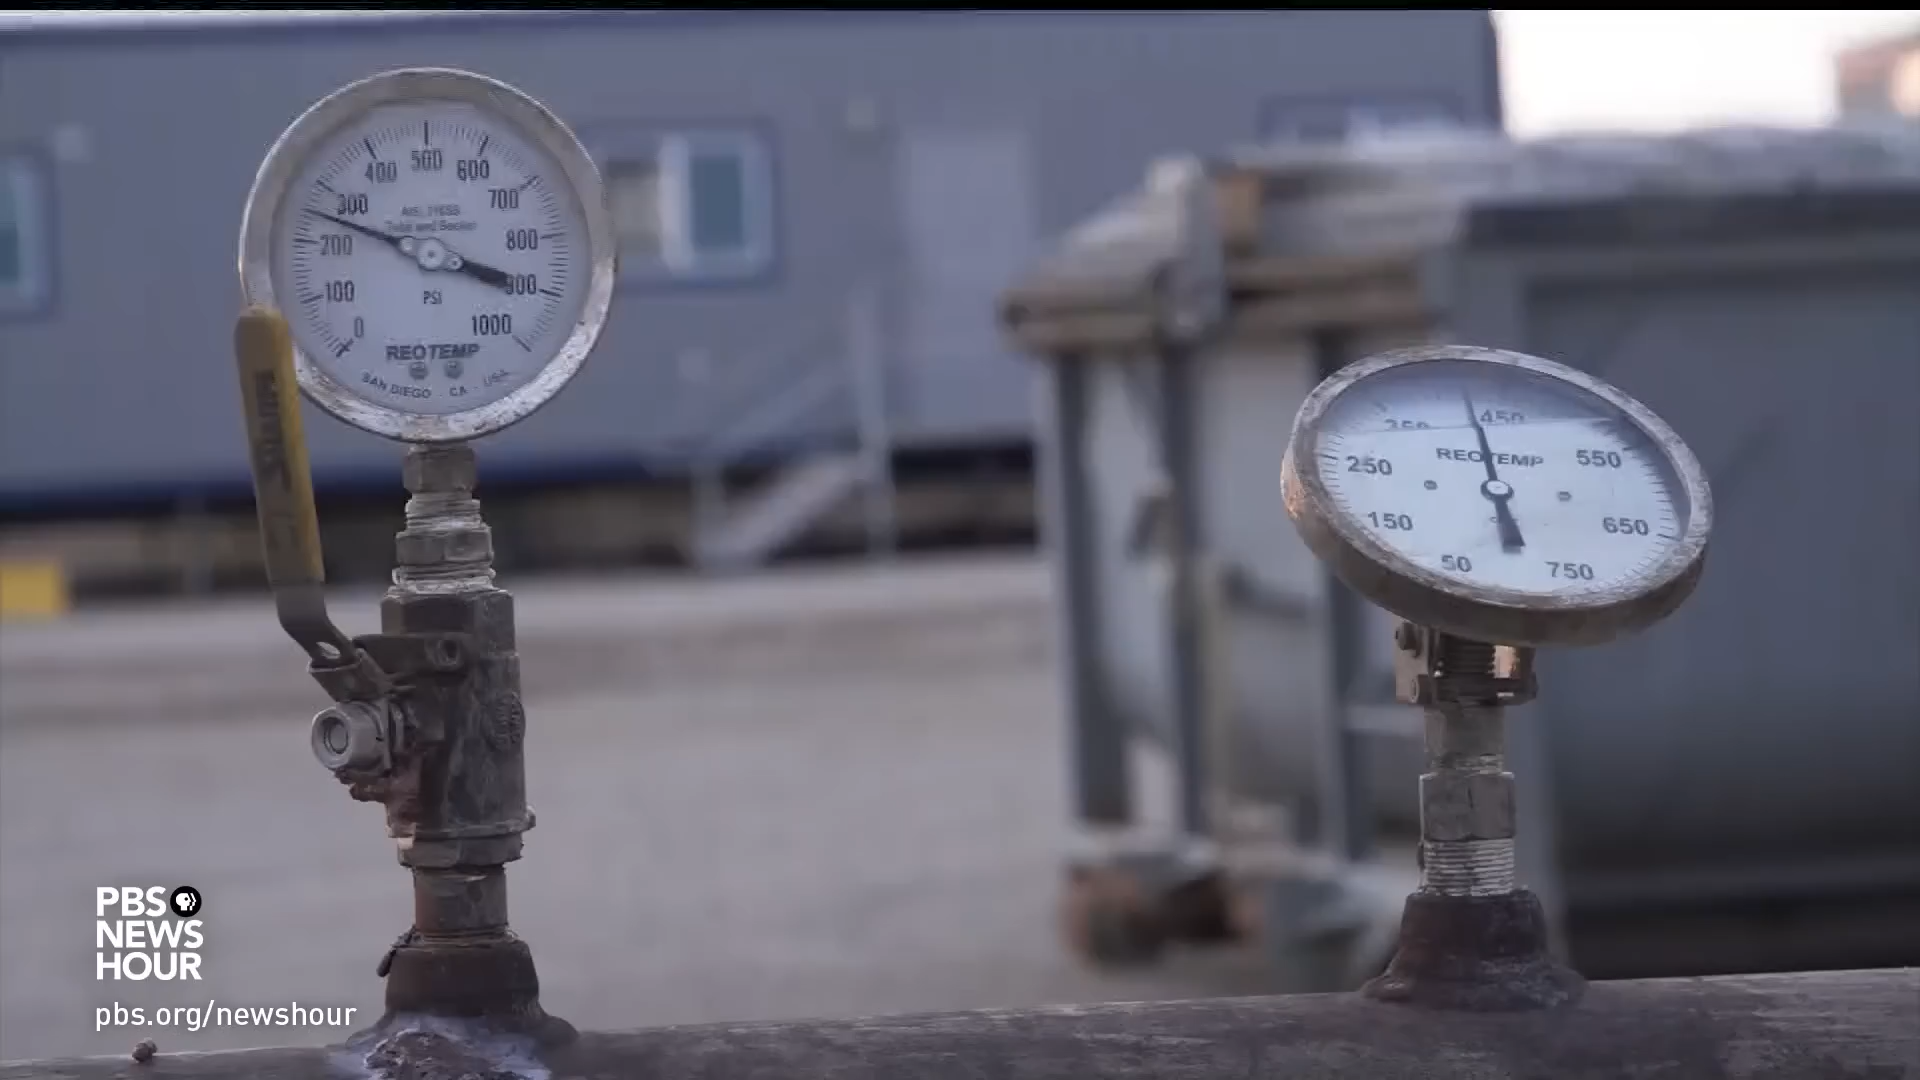 500
400 600
300 700
200 800
100 900
PSI
0 1000
REOTEMP
SAN DIEGO - CA - USA
350 450
REOTEMP 550
250
150 650
50 750
PBS
NEWS
HOUR
pbs.org/newshour